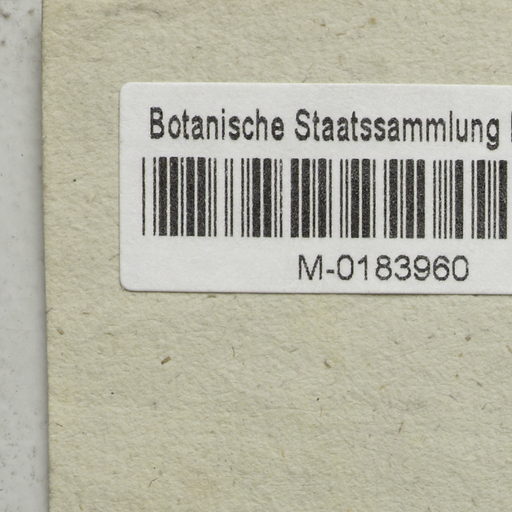 Botanische Staatssammlung
M-0183960